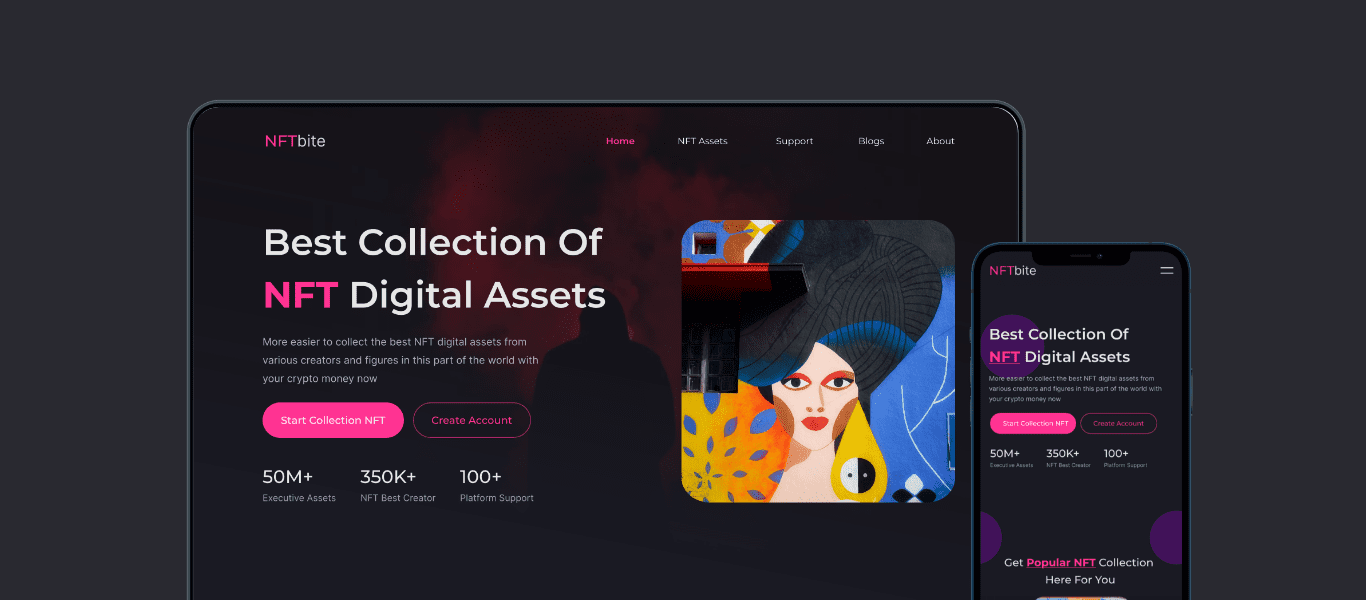 NFTbite
Home NFT Assets Support Blogs About
Best Collection Of
NFT Digital Assets
More easier to collect the best NFT digital assets from
various creators and figures in this part of the world with
your crypto money now
Start Collection NFT Create Account
50M+ 350K+ 100+
Executive Assets NFT Best Creator Platform Support
NFTbite
Best Collection Of
NFT Digital Assets
More easier to collect the best NFT digital assets from
various creators and figures in this part of the world with
your crypto money now
Start Collection NFT Create Account
50M+ 350K+ 100+
Executive Assets NFT Best Creator Platform Support
Get Popular NFT Collection
Here For You